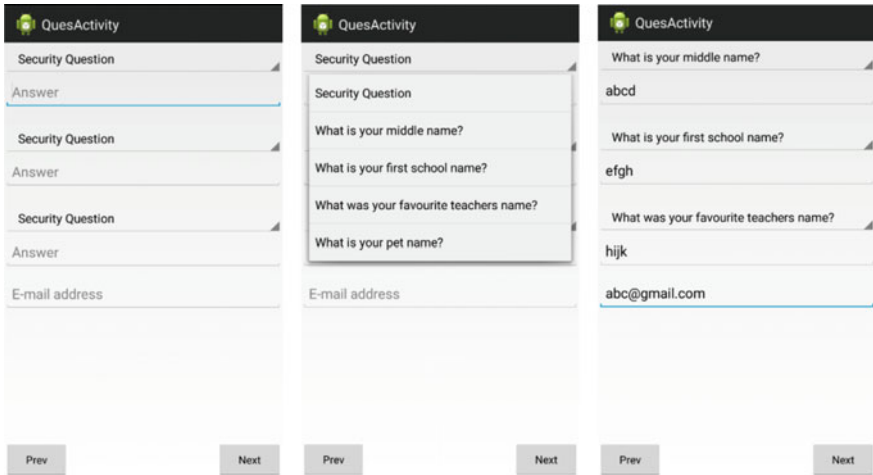 QuesActivity
Security Question
Answer
Security Question
Answer
Security Question
Answer
E-mail address
Prev
Next
QuesActivity
Security Question
Security Question
What is your middle name?
What is your first school name?
What was your favourite teachers name?
What is your pet name?
E-mail address
Prev
Next
QuesActivity
What is your middle name?
abcd
What is your first school name?
efgh
What was your favourite teachers name?
hijk
abc@gmail.com
Prev
Next